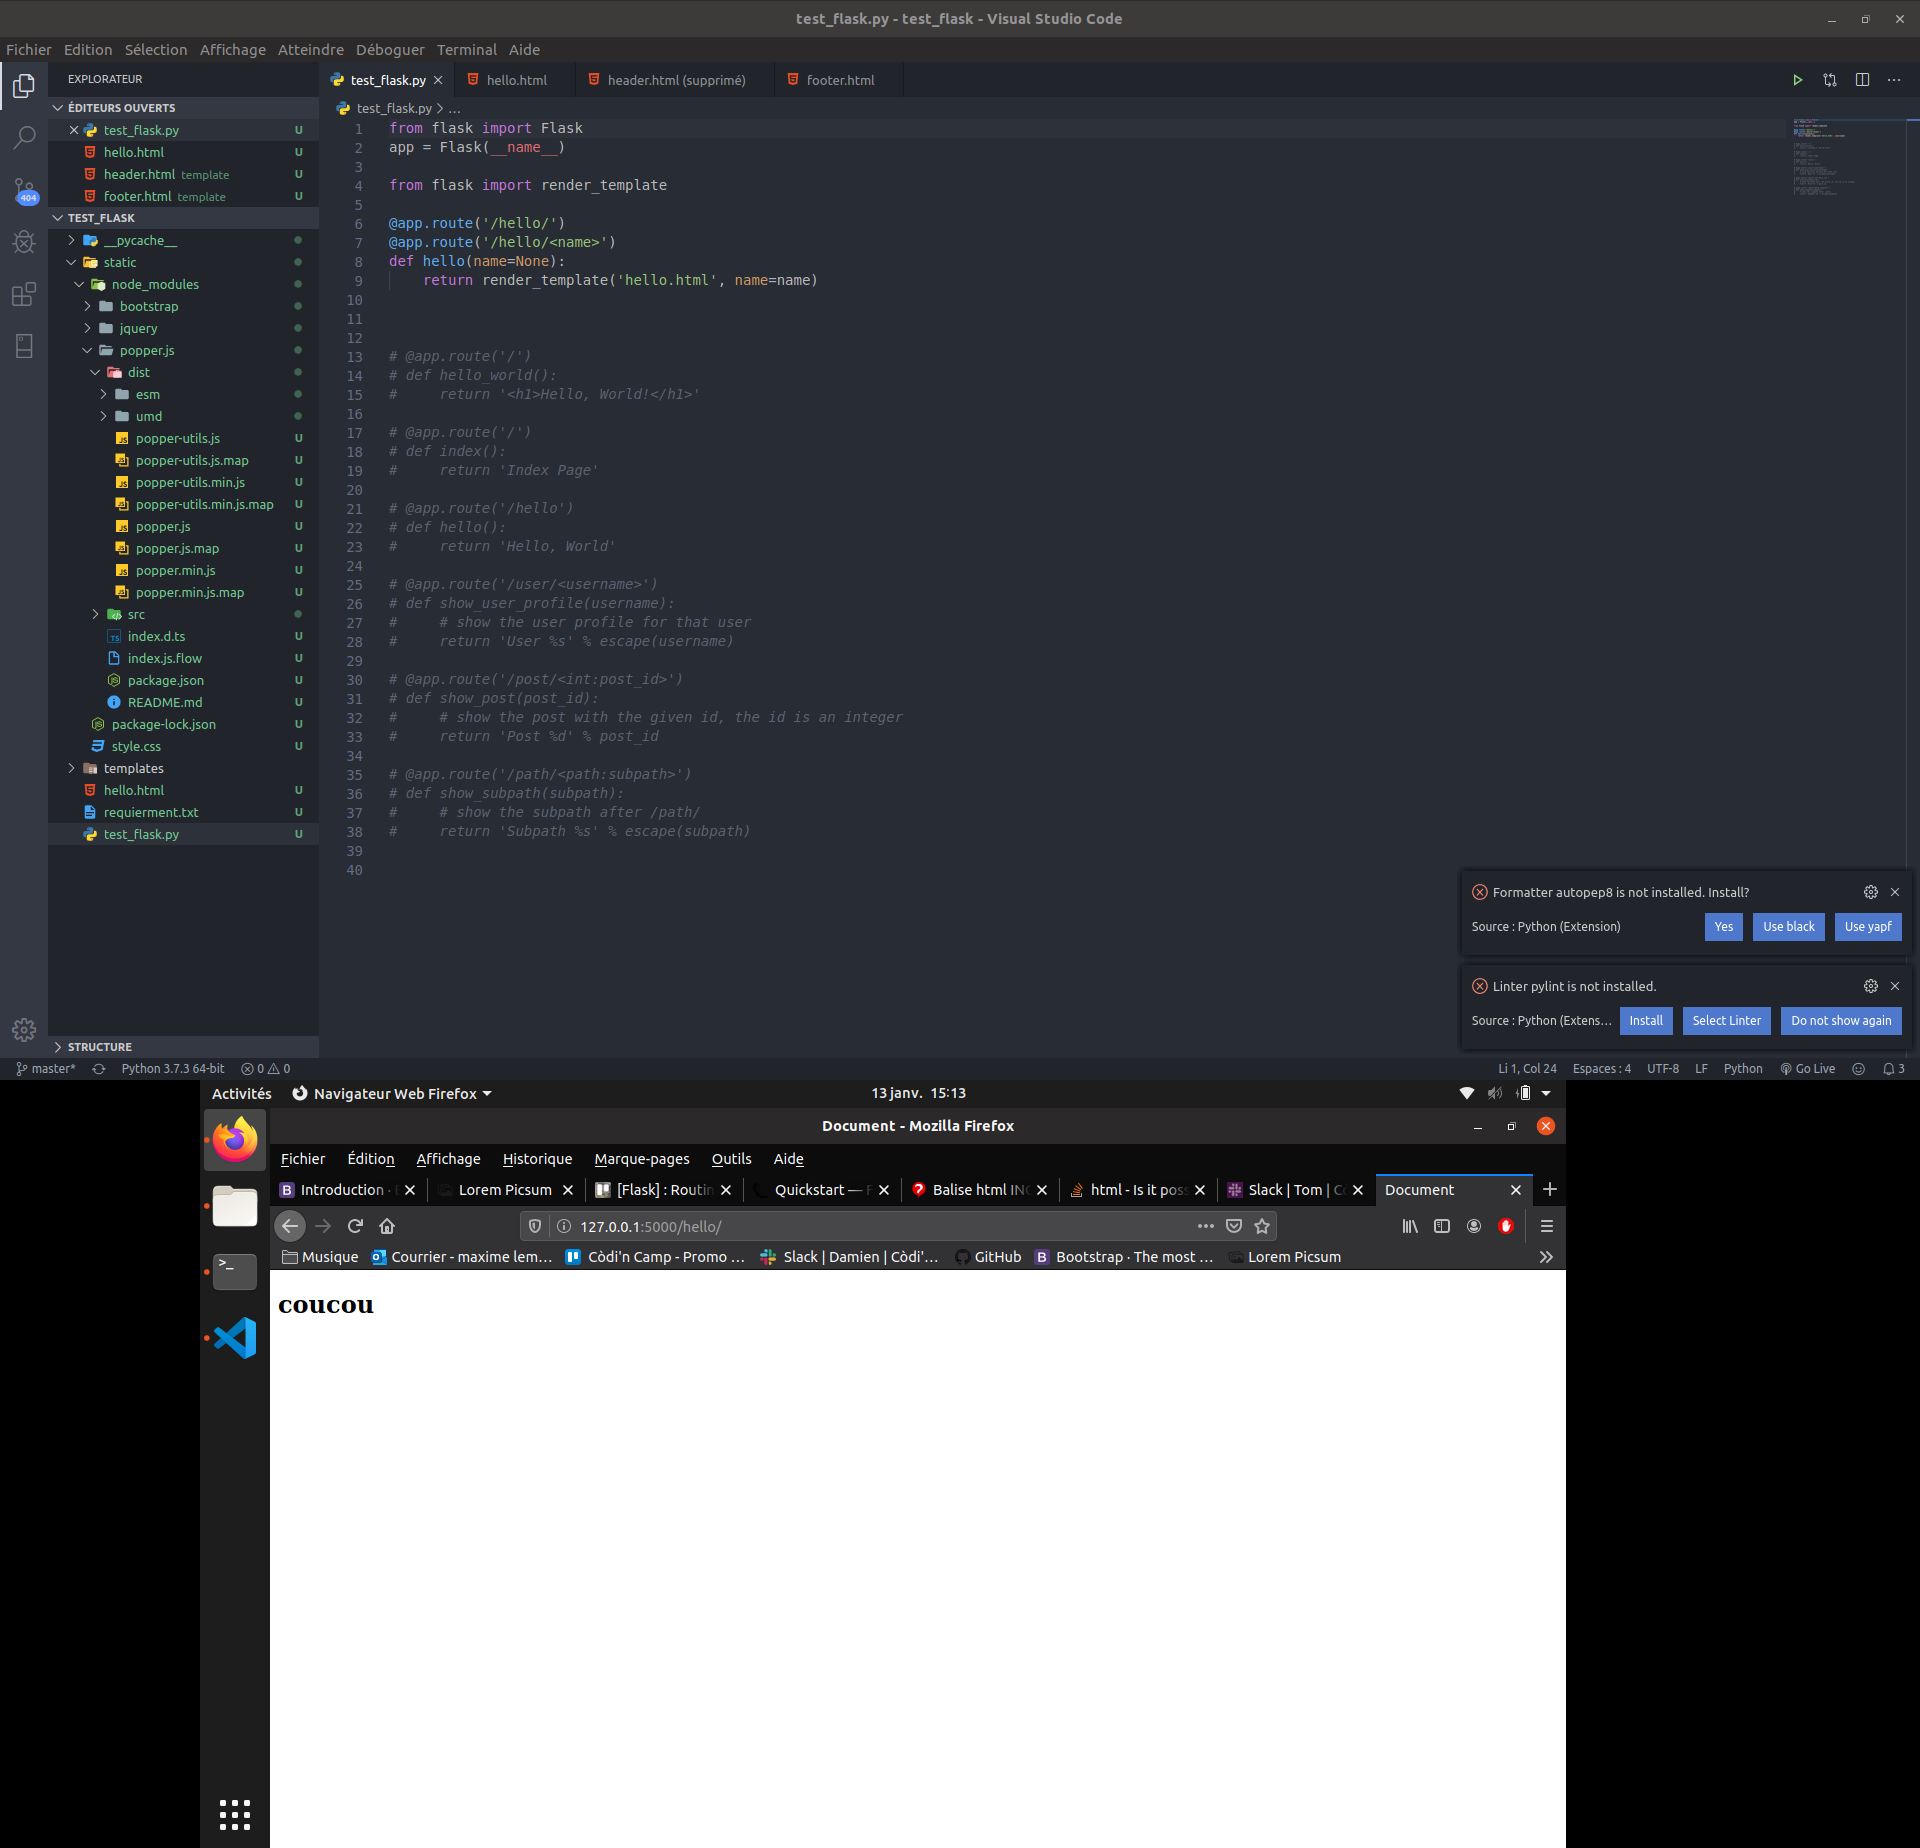 test_flask.py - test_flask - Visual Studio Code
Fichier Edition Sélection Affichage Atteindre Déboguer Terminal Aide
EXPLORATEUR
ÉDITEURS OUVERTS
test_flask.py U
hello.html U
header.html template U
footer.html template U
TEST_FLASK
__pycache__
static
node_modules
bootstrap
jquery
popper.js
dist
esm
umd
popper-utils.js U
popper-utils.js.map U
popper-utils.min.js U
popper-utils.min.js.map U
popper.js U
popper.js.map U
popper.min.js U
popper.min.js.map U
src
index.d.ts U
index.js.flow U
package.json U
README.md U
package-lock.json U
style.css U
templates
hello.html U
requierment.txt U
test_flask.py U
STRUCTURE
404
test_flask.py hello.html header.html (supprimé) footer.html
test_flask.py > ...
1 from flask import Flask
2 app = Flask(__name__)
3
4 from flask import render_template
5
6 @app.route('/hello/')
7 @app.route('/hello/<name>')
8 def hello(name=None):
9 return render_template('hello.html', name=name)
10
11
12
13 # @app.route('/')
14 # def hello_world():
15 # return '<h1>Hello, World!</h1>'
16
17 # @app.route('/')
18 # def index():
19 # return 'Index Page'
20
21 # @app.route('/hello')
22 # def hello():
23 # return 'Hello, World'
24
25 # @app.route('/user/<username>')
26 # def show_user_profile(username):
27 # # show the user profile for that user
28 # return 'User %s' % escape(username)
29
30 # @app.route('/post/<int:post_id>')
31 # def show_post(post_id):
32 # # show the post with the given id, the id is an integer
33 # return 'Post %d' % post_id
34
35 # @app.route('/path/<path:subpath>')
36 # def show_subpath(subpath):
37 # # show the subpath after /path/
38 # return 'Subpath %s' % escape(subpath)
39
40
Formatter autopep8 is not installed. Install?
Source : Python (Extension) Yes Use black Use yapf
Linter pylint is not installed.
Source : Python (Extens... Install Select Linter Do not show again
master* Python 3.7.3 64-bit 0 0 Li 1, Col 24 Espaces : 4 UTF-8 LF Python Go Live 3
Activités Navigateur Web Firefox 13 janv. 15:13
Document - Mozilla Firefox
Fichier Édition Affichage Historique Marque-pages Outils Aide
Introduction · Lorem Picsum [Flask] : Routin Quickstart — Balise html IN html - Is it pos Slack | Tom | C Document
127.0.0.1:5000/hello/
Musique Courrier - maxime lem... Còdi'n Camp - Promo ... Slack | Damien | Còdi'... GitHub Bootstrap · The most ... Lorem Picsum
coucou